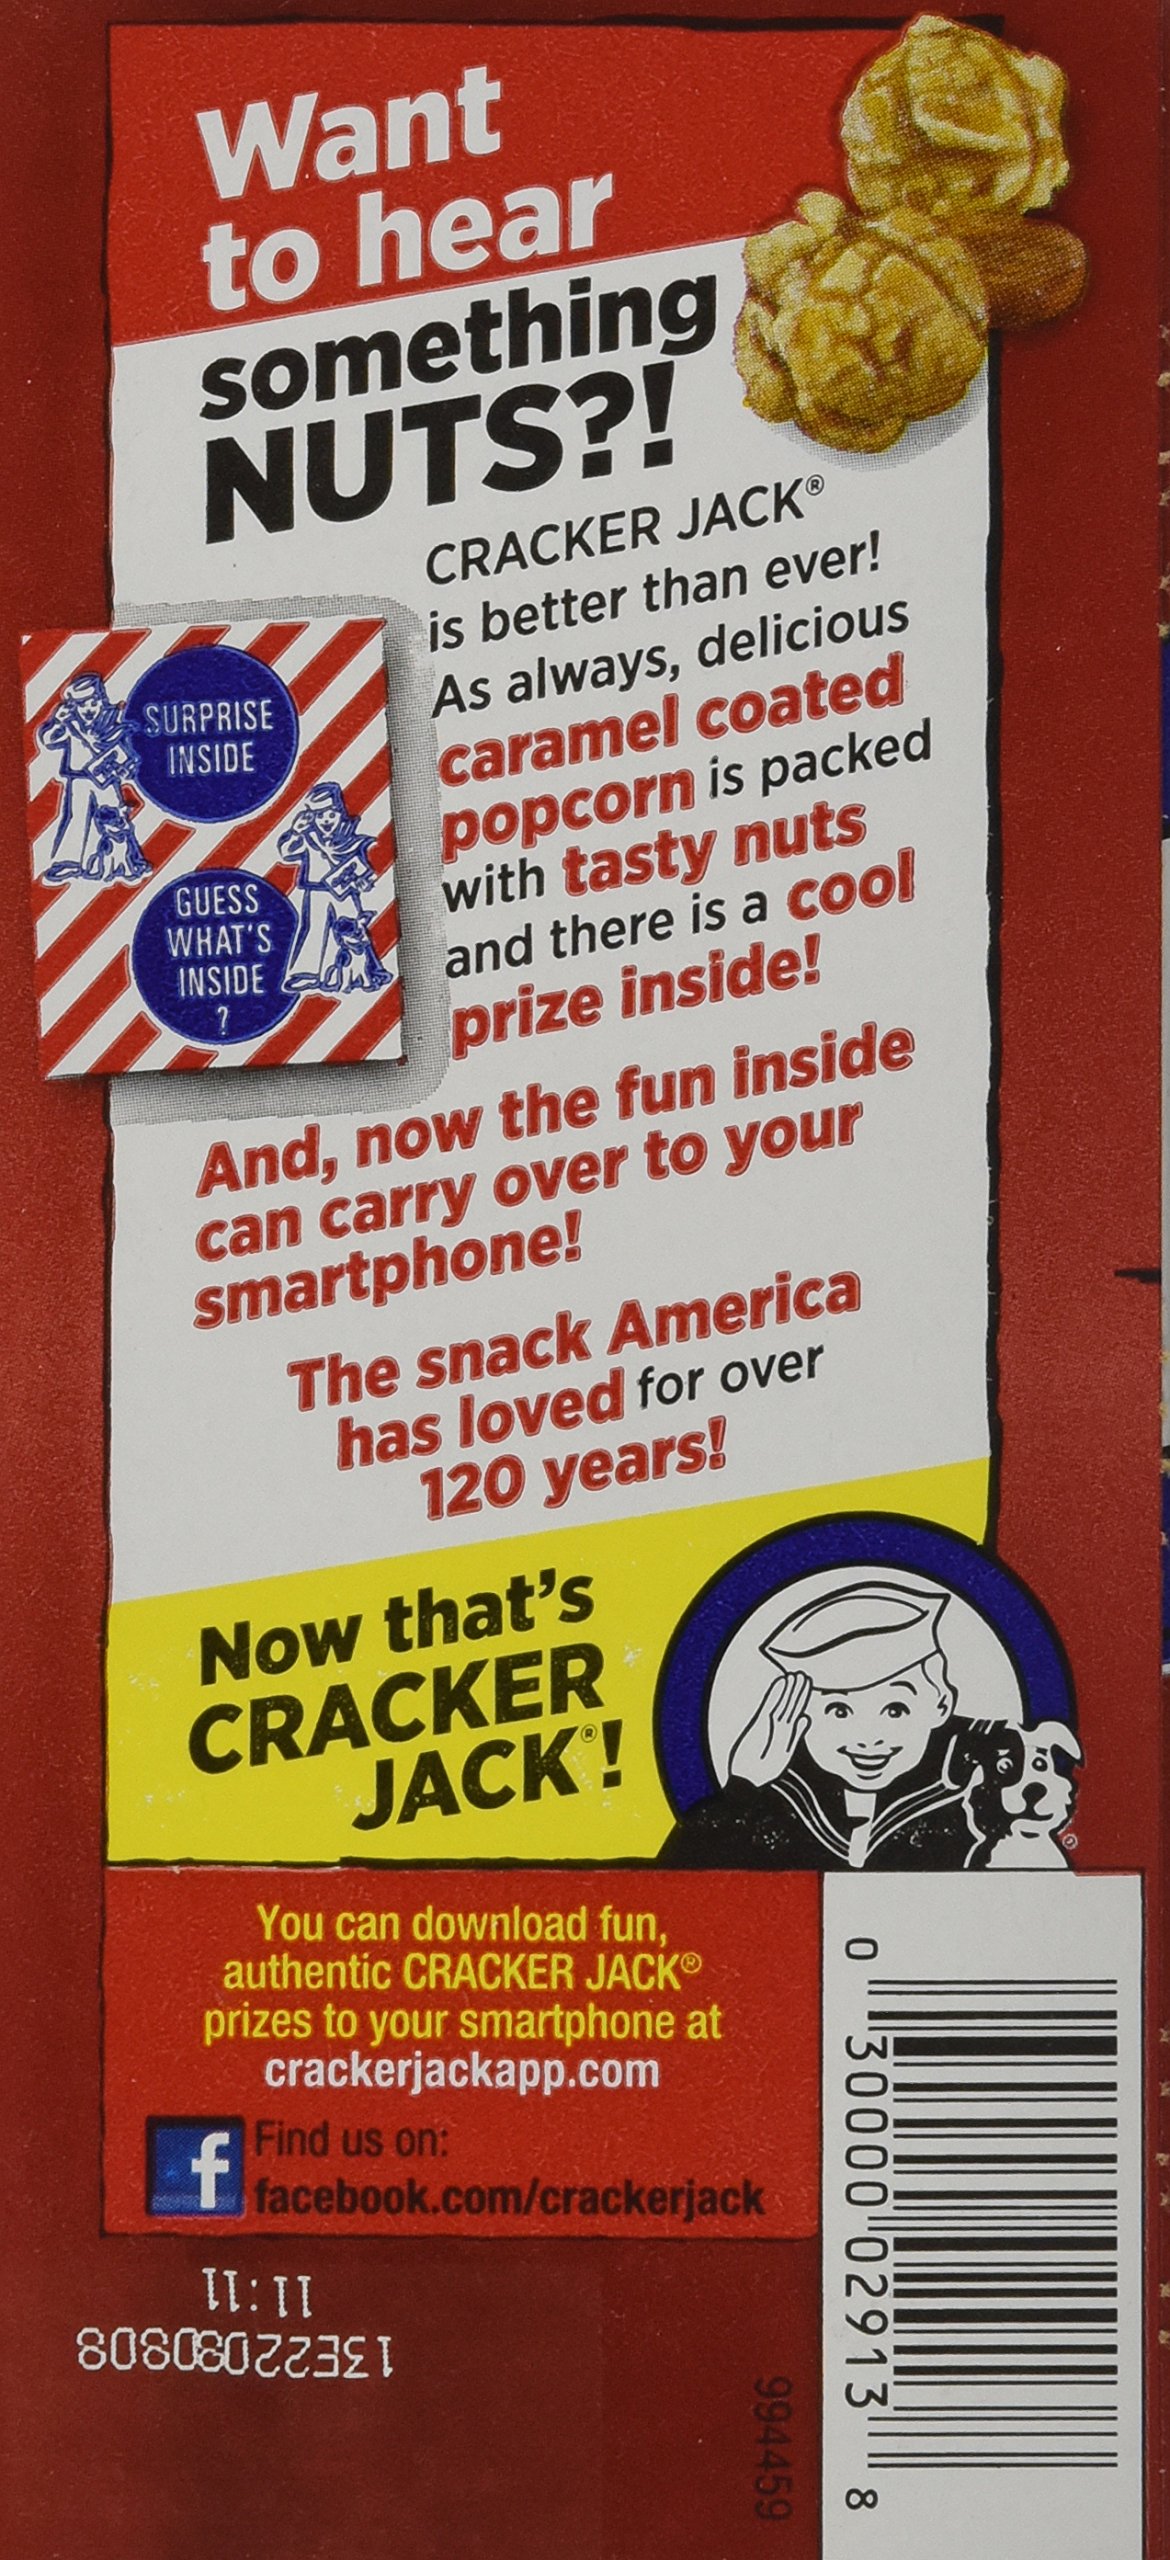 Want
to hear
something
NUTS?!
CRACKER JACK®
is better than ever!
As always, delicious
caramel coated
popcorn is packed
with tasty nuts
and there is a cool
prize inside!
SURPRISE
INSIDE
GUESS
WHAT'S
INSIDE
?
And, now the fun inside
can carry over to your
smartphone!
The snack America
has loved for over
120 years!
Now that's
CRACKER
JACK®!
®
You can download fun,
authentic CRACKER JACK®
prizes to your smartphone at
crackerjackapp.com
f
Find us on:
facebook.com/crackerjack
0 30000 02913 8
994459
11:11